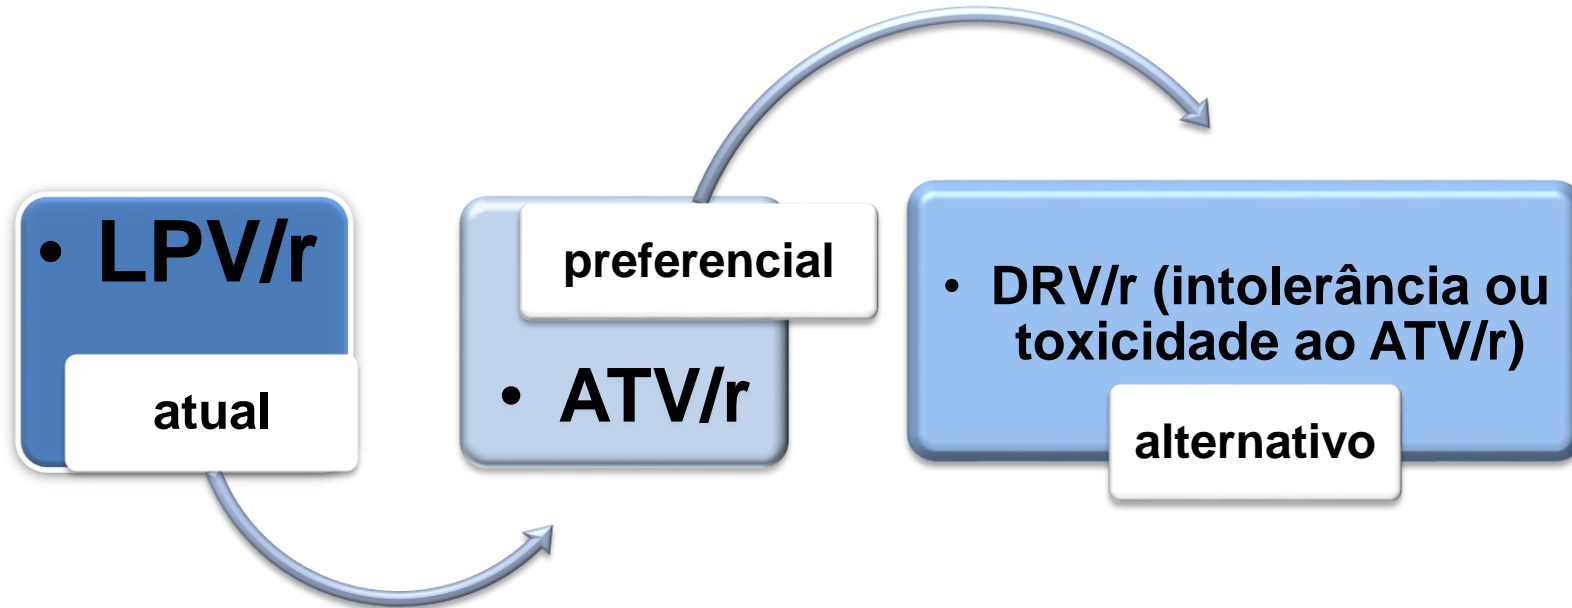 • LPV/r
atual
preferencial
• ATV/r
• DRV/r (intolerância ou
toxicidade ao ATV/r)
alternativo